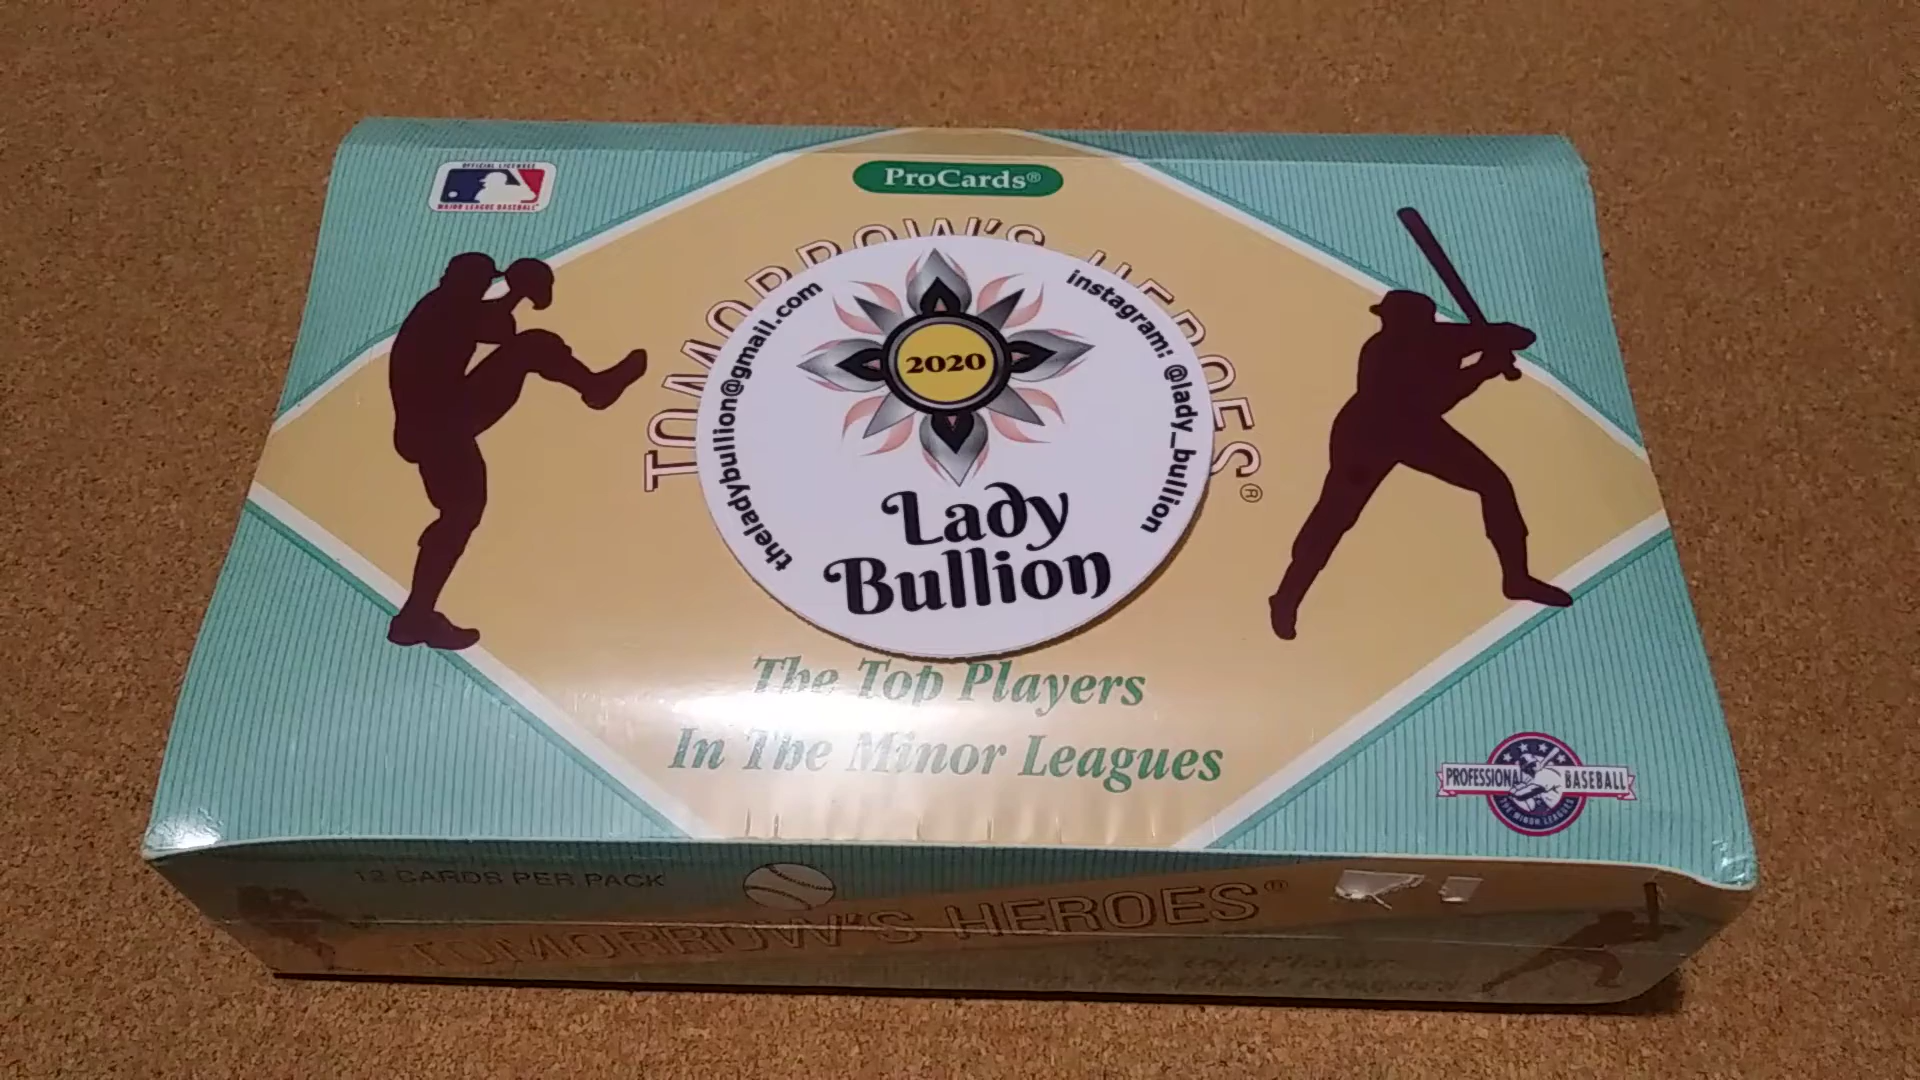 OFFICIAL LICENSEE
MAJOR LEAGUE BASEBALL
ProCards®
TOMORROW'S HEROES®
theladybullion@gmail.com
instagram: @lady_bullion
2020
Lady
Bullion
The Top Players
In The Minor Leagues
PROFESSIONAL BASEBALL
THE MINOR LEAGUES
12 CARDS PER PACK
TOMORROW'S HEROES®